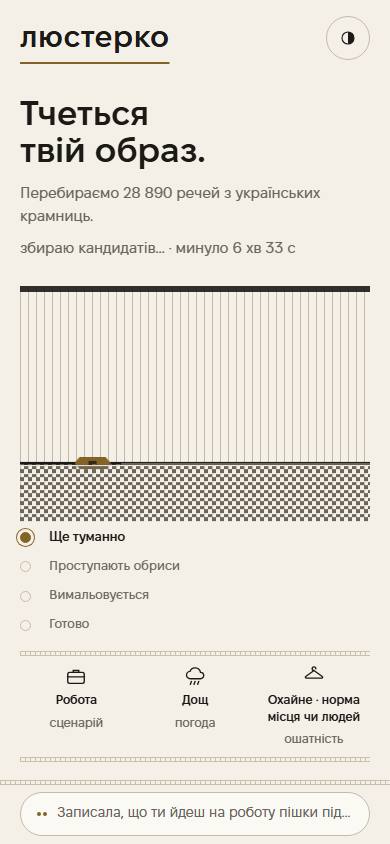 люстерко
Тчеться
твій образ.
Перебираємо 28 890 речей з українських
крамниць.
збираю кандидатів… · минуло 6 хв 33 с
Ще туманно
Проступають обриси
Вимальовується
Готово
Робота
сценарій
Дощ
погода
Охайне · норма
місця чи людей
ошатність
Записала, що ти йдеш на роботу пішки під…